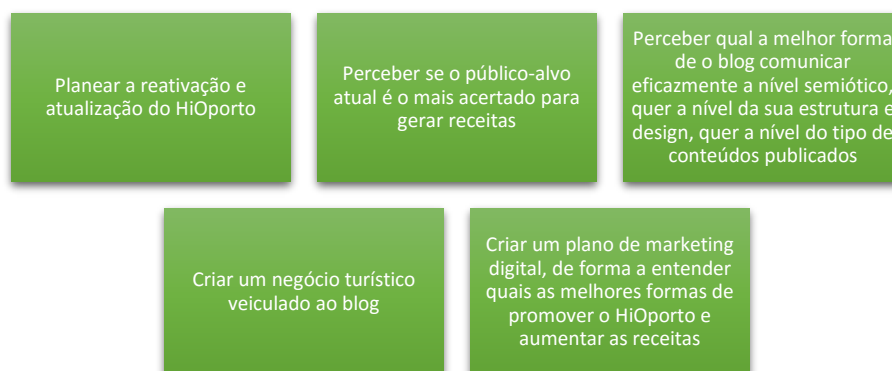 Planear a reativação e
atualização do HiOporto
Perceber se o público-alvo
atual é o mais acertado para
gerar receitas
Perceber qual a melhor forma
de o blog comunicar
eficazmente a nível semiótico,
quer a nível da sua estrutura e
design, quer a nível do tipo de
conteúdos publicados
Criar um negócio turístico
veiculado ao blog
Criar um plano de marketing
digital, de forma a entender
quais as melhores formas de
promover o HiOporto e
aumentar as receitas